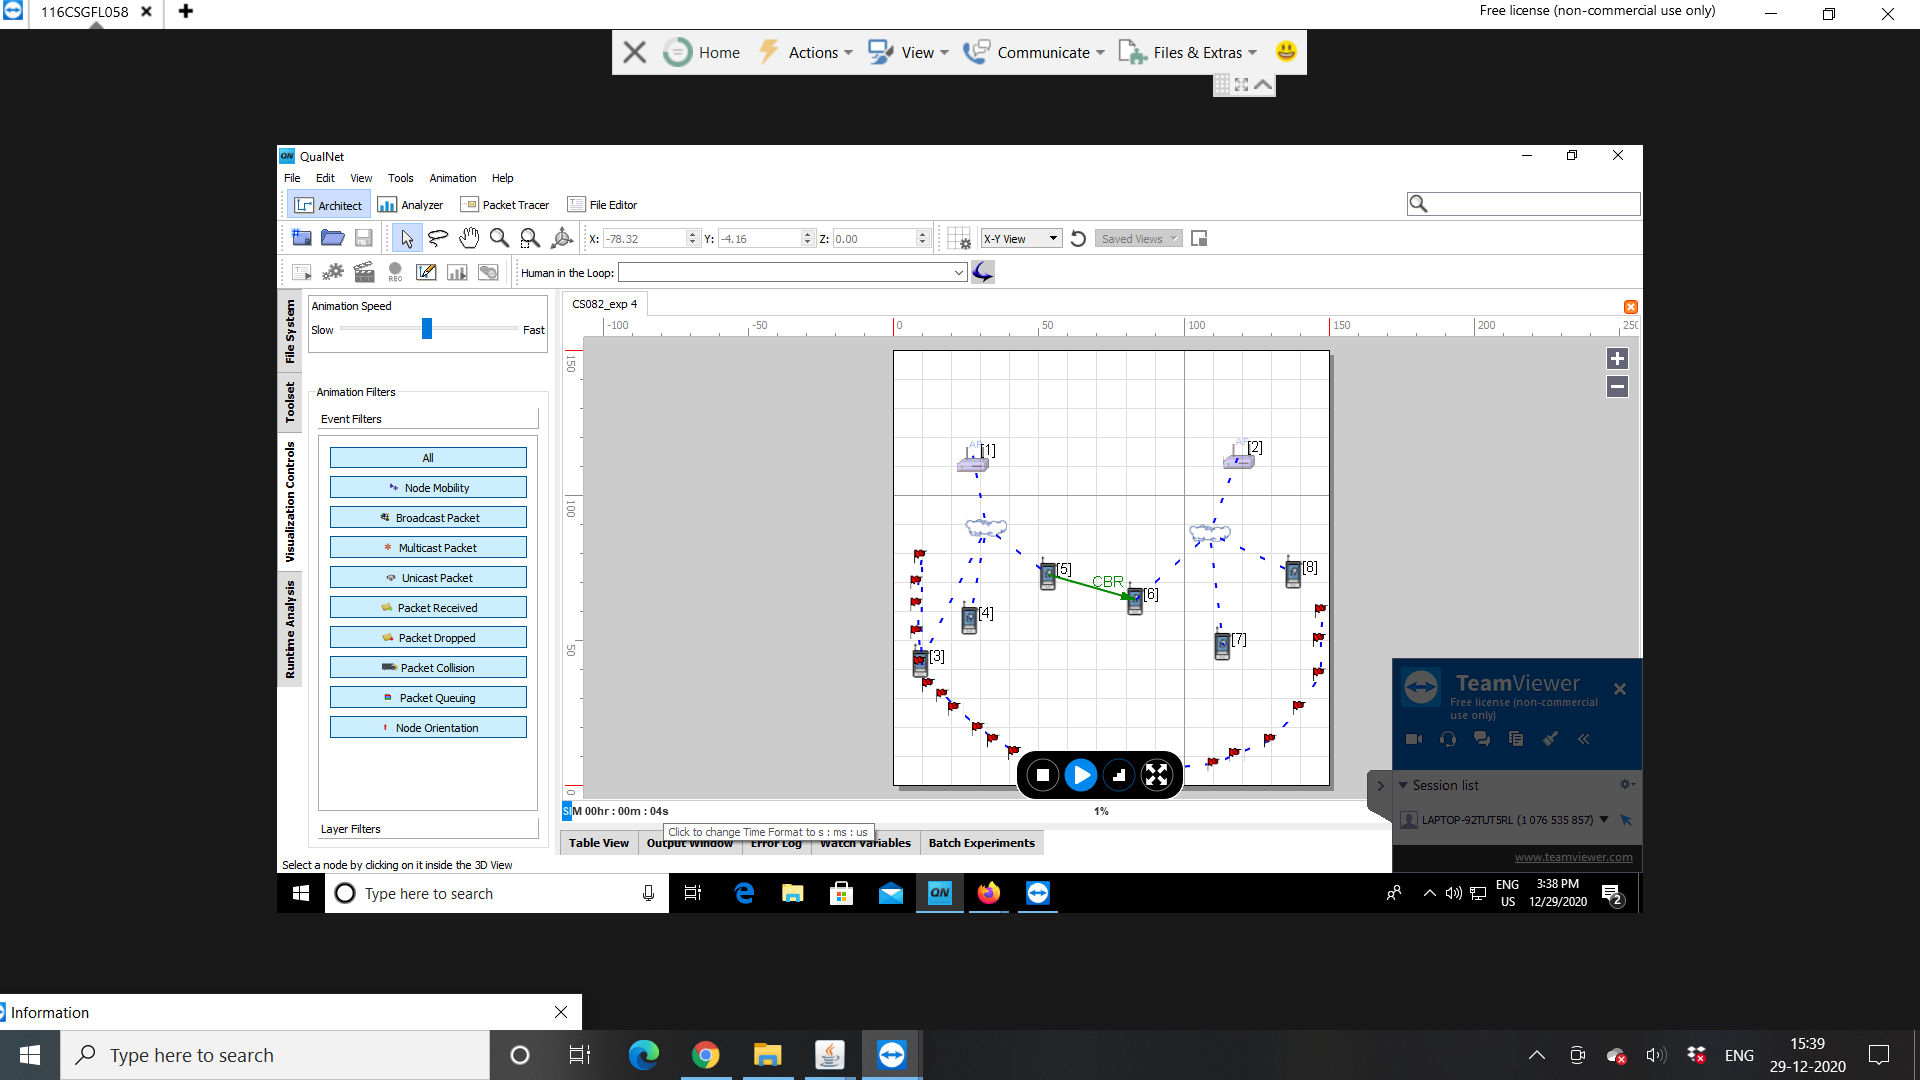 116CSGFL058
Free license (non-commercial use only)
Home
Actions
View
Communicate
Files & Extras
QN QualNet
File Edit View Tools Animation Help
Architect Analyzer Packet Tracer File Editor
X: -78.32 Y: -4.16 Z: 0.00 X-Y View Saved Views
REC Human in the Loop:
File System
Toolset
Visualization Controls
Runtime Analysis
Animation Speed
Slow Fast
Animation Filters
Event Filters
All
Node Mobility
Broadcast Packet
Multicast Packet
Unicast Packet
Packet Received
Packet Dropped
Packet Collision
Packet Queuing
Node Orientation
Layer Filters
CS082_exp 4
-100 -50 0 50 100 150 200 250
150
100
50
0
AP [1]
AP [2]
[5]
[8]
CBR
[6]
[4]
[7]
[3]
SIM 00hr : 00m : 04s 1%
Click to change Time Format to s : ms : us
Table View Output Window Error Log Watch Variables Batch Experiments
Select a node by clicking on it inside the 3D View
TeamViewer
Free license (non-commercial
use only)
Session list
LAPTOP-92TUT5RL (1 076 535 857)
www.teamviewer.com
Type here to search
QN
ENG
US
3:38 PM
12/29/2020
2
Information
Type here to search
ENG
15:39
29-12-2020